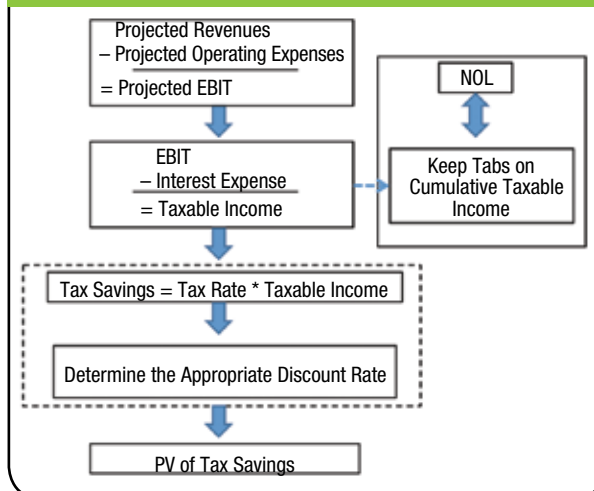 Projected Revenues
– Projected Operating Expenses
= Projected EBIT
NOL
EBIT
– Interest Expense
= Taxable Income
Keep Tabs on
Cumulative Taxable
Income
Tax Savings = Tax Rate * Taxable Income
Determine the Appropriate Discount Rate
PV of Tax Savings